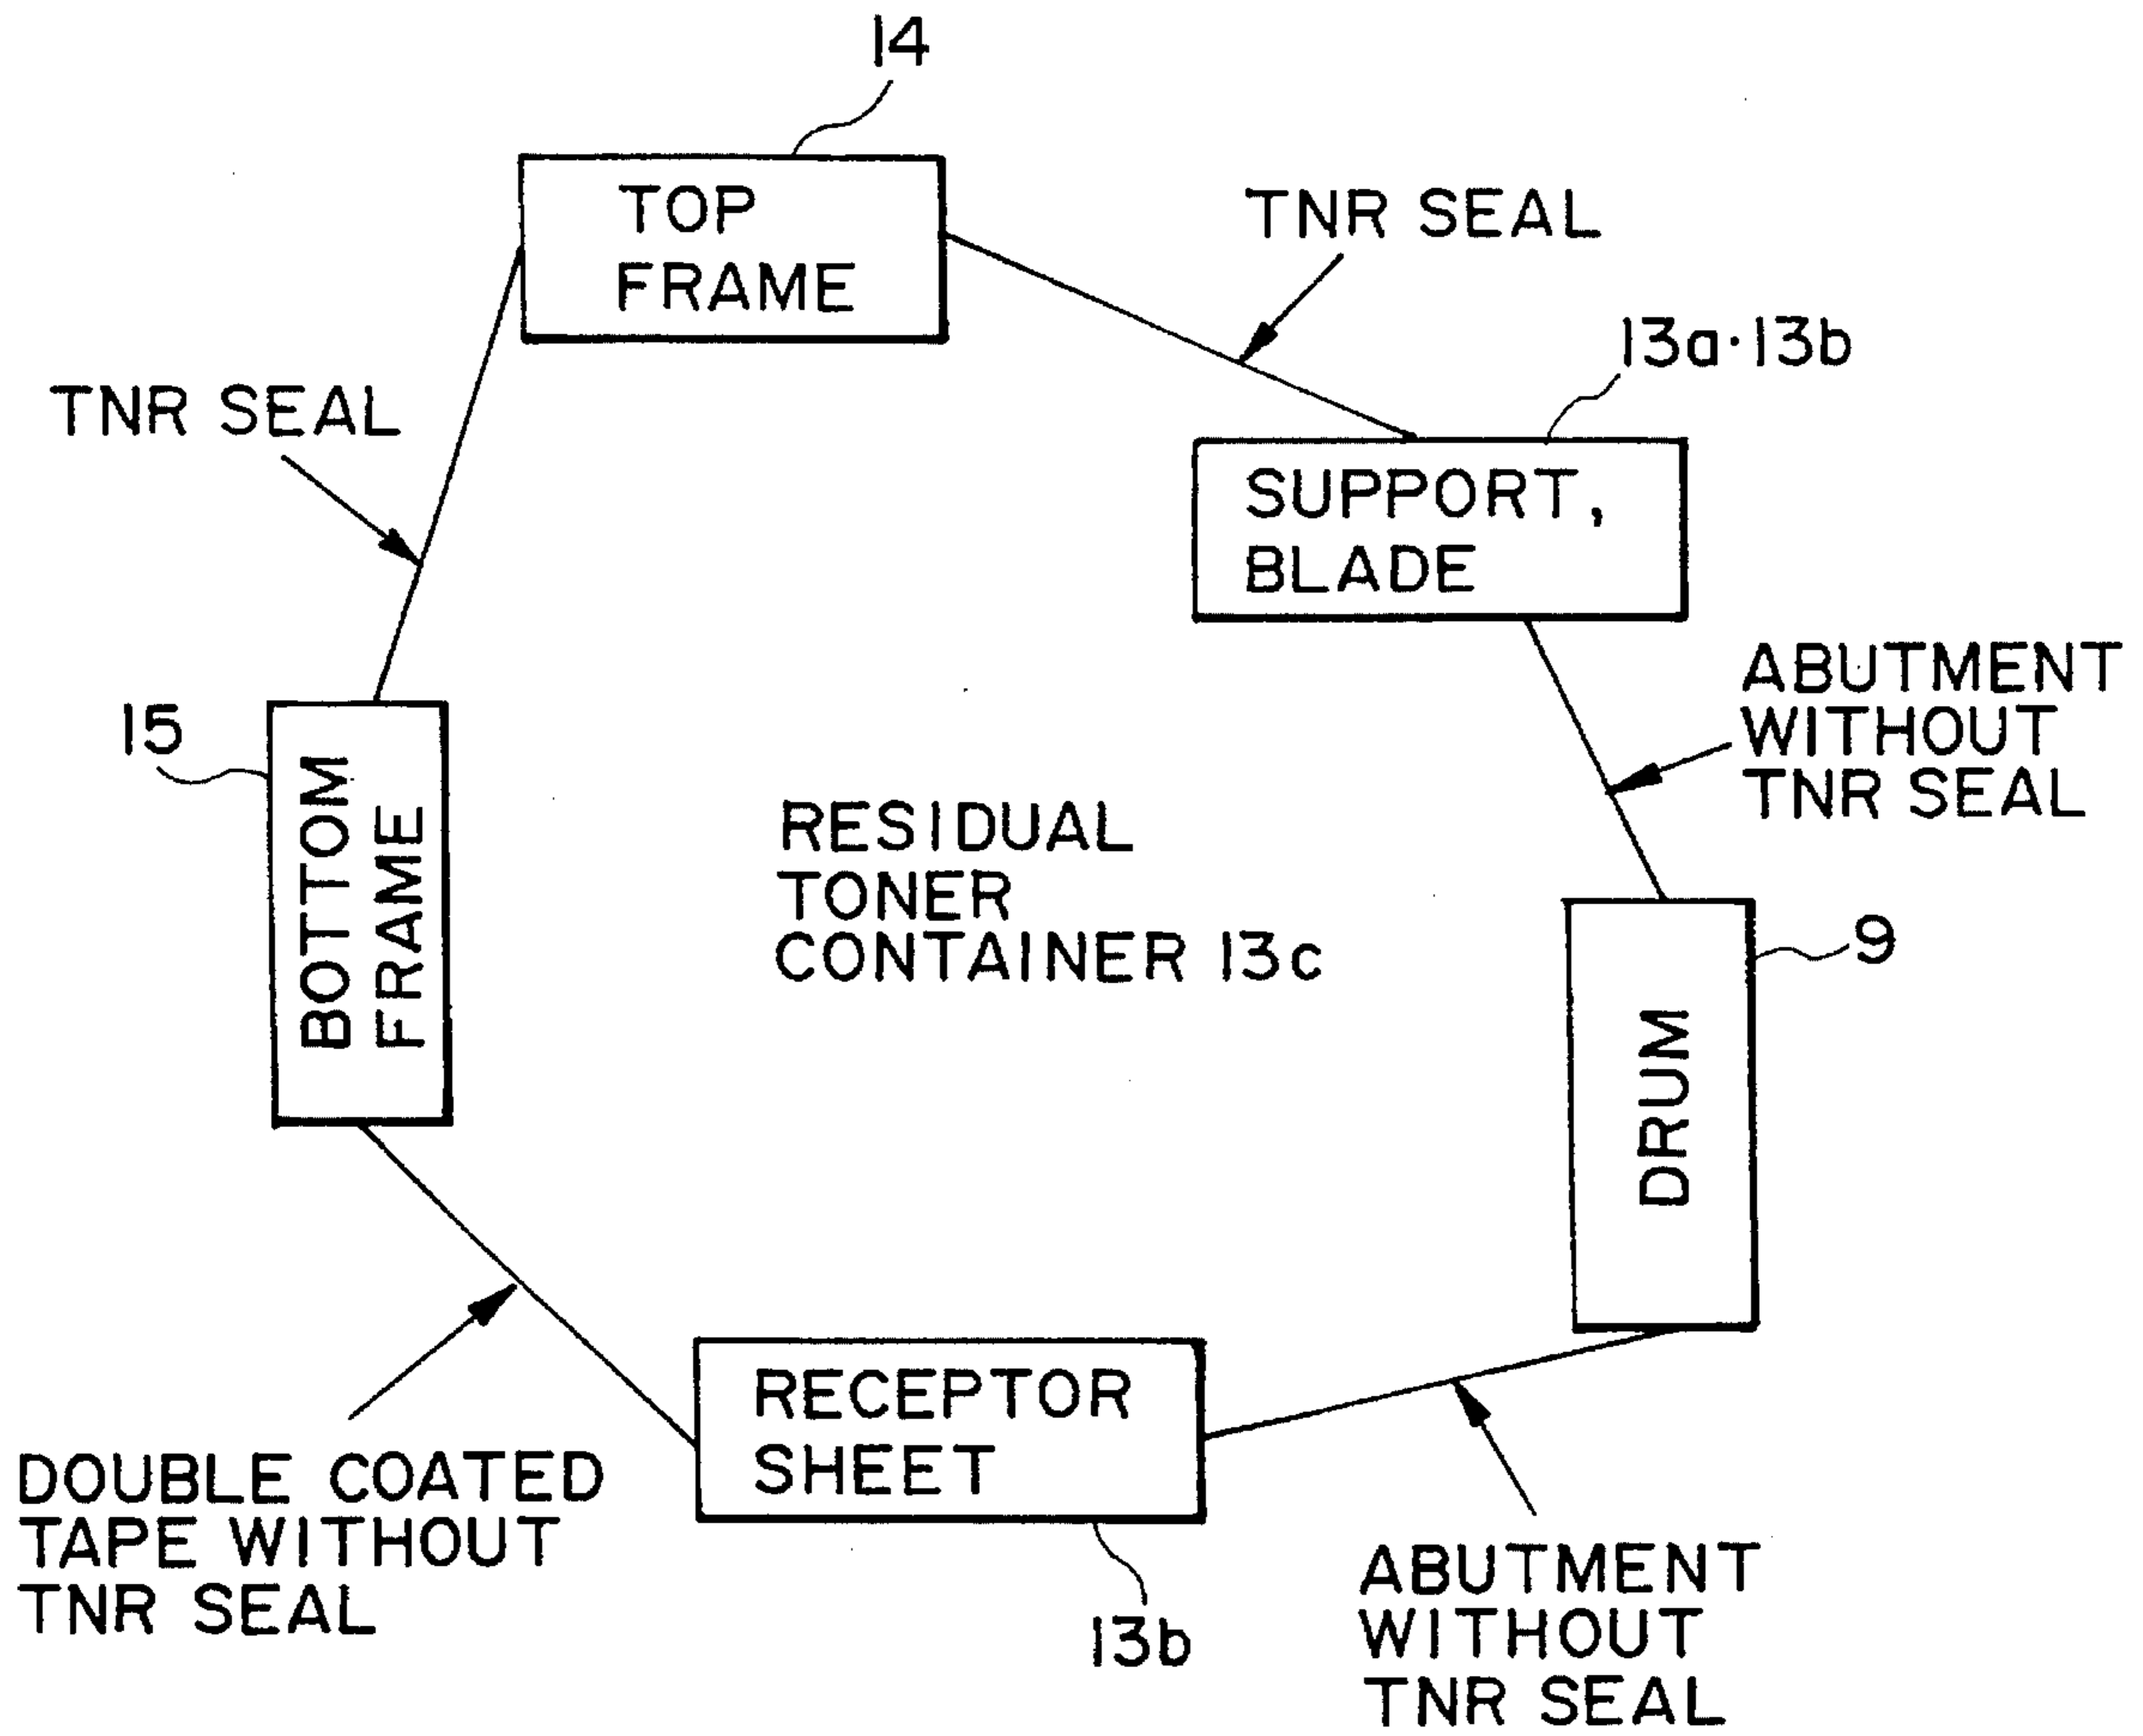 14
TOP
FRAME
TNR SEAL
13a·13b
TNR SEAL
SUPPORT,
BLADE
ABUTMENT
WITHOUT
TNR SEAL
15
BOTTOM
FRAME
RESIDUAL
TONER
CONTAINER 13c
9
DRUM
RECEPTOR
SHEET
DOUBLE COATED
TAPE WITHOUT
TNR SEAL
13b
ABUTMENT
WITHOUT
TNR SEAL